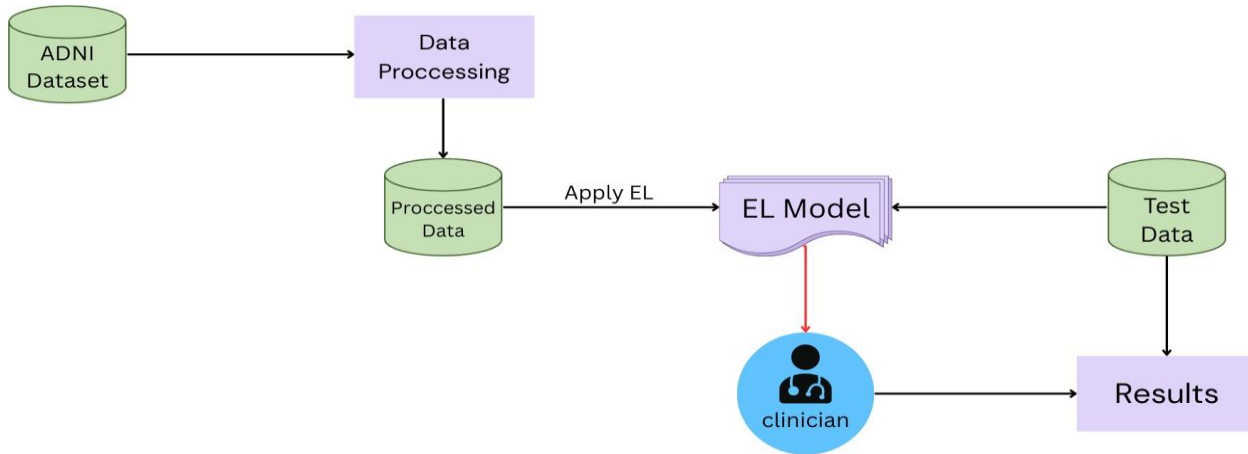 ADNI
Dataset
Data
Proccessing
Proccessed
Data
Apply EL
EL Model
Test
Data
clinician
Results